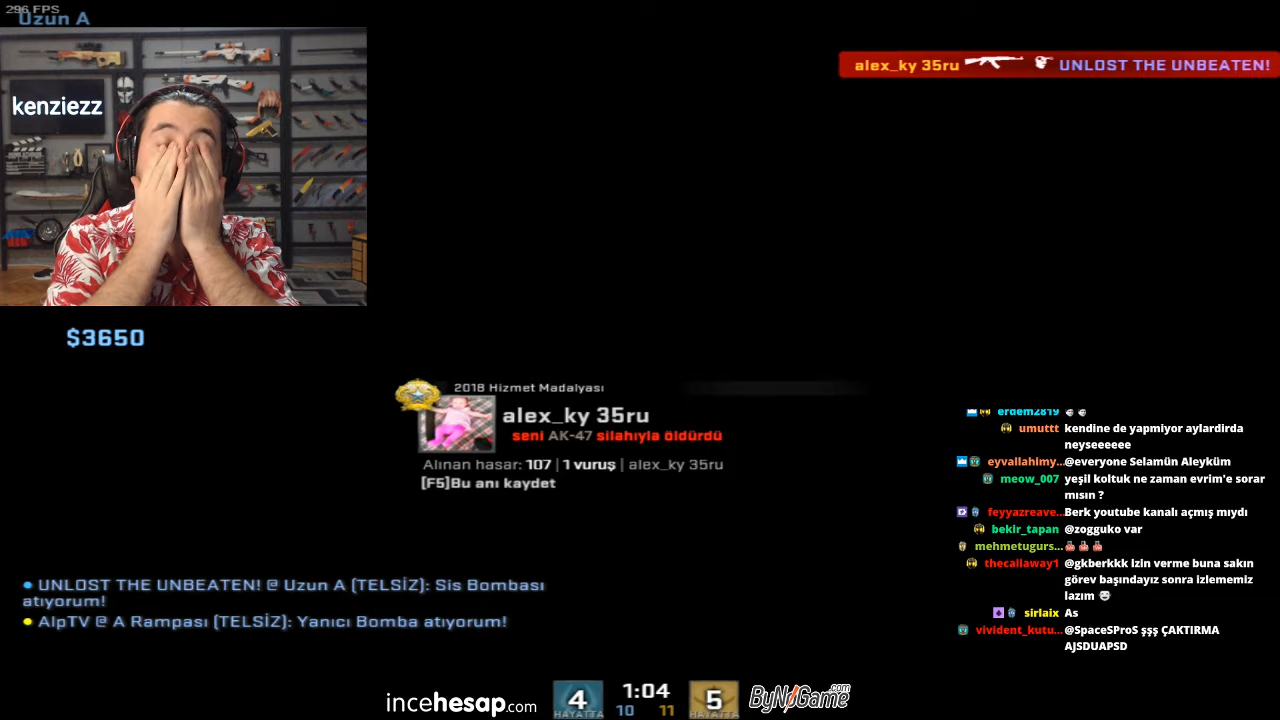 296 FPS
Uzun A
kenziezz
alex_ky 35ru UNLOST THE UNBEATEN!
$3650
2018 Hizmet Madalyası
alex_ky 35ru
seni AK-47 silahıyla öldürdü
Alınan hasar: 107 | 1 vuruş | alex_ky 35ru
[F5]Bu anı kaydet
UNLOST THE UNBEATEN! @ Uzun A (TELSİZ): Sis Bombası
atıyorum!
AlpTV @ A Rampası (TELSİZ): Yanıcı Bomba atıyorum!
erdem2819
umuttt kendine de yapmiyor aylardirda
neyseeeeee
eyvallahimy... @everyone Selamün Aleyküm
meow_007 yeşil koltuk ne zaman evrim'e sorar
mısın ?
feyyazreave... Berk youtube kanalı açmış mıydı
bekir_tapan @zogguko var
mehmetugurs...
thecallaway1 @gkberkkk izin verme buna sakın
görev başındayız sonra izlememiz
lazım 😂
sirlaix As
vivident_kutu... @SpaceSProS şşş ÇAKTIRMA
AJSDUAPSD
incehesap.com
4
HAYATTA
1:04
10 11
5
HAYATTA
ByNoGame.com